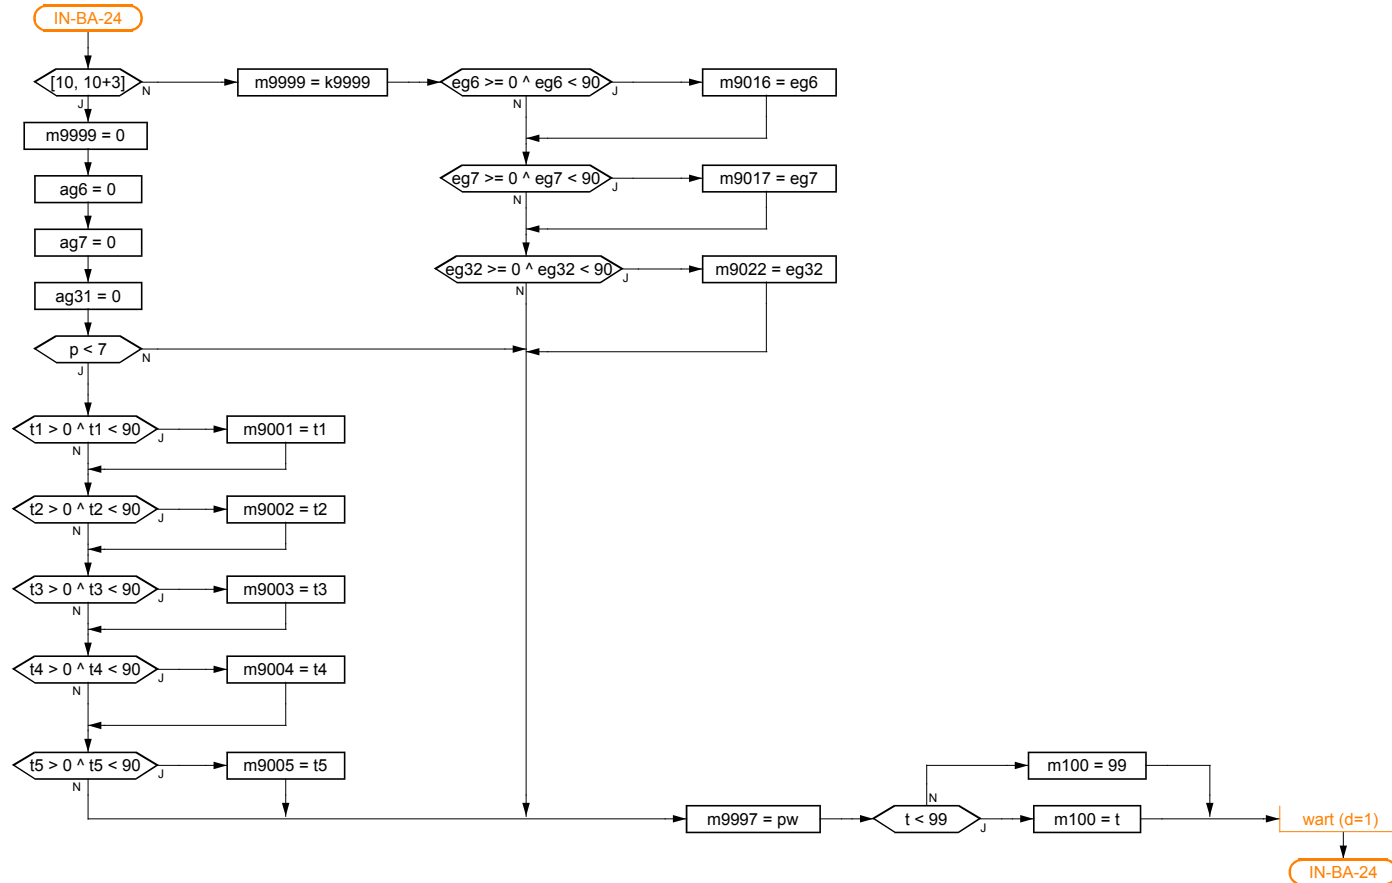 IN-BA-24
[10, 10+3]
N
J
m9999 = k9999
eg6 >= 0 ^ eg6 < 90
J
N
m9016 = eg6
m9999 = 0
ag6 = 0
eg7 >= 0 ^ eg7 < 90
J
N
m9017 = eg7
ag7 = 0
eg32 >= 0 ^ eg32 < 90
J
N
m9022 = eg32
ag31 = 0
p < 7
N
J
t1 > 0 ^ t1 < 90
J
N
m9001 = t1
t2 > 0 ^ t2 < 90
J
N
m9002 = t2
t3 > 0 ^ t3 < 90
J
N
m9003 = t3
t4 > 0 ^ t4 < 90
J
N
m9004 = t4
t5 > 0 ^ t5 < 90
J
N
m9005 = t5
m100 = 99
m9997 = pw
N
t < 99
J
m100 = t
wart (d=1)
IN-BA-24